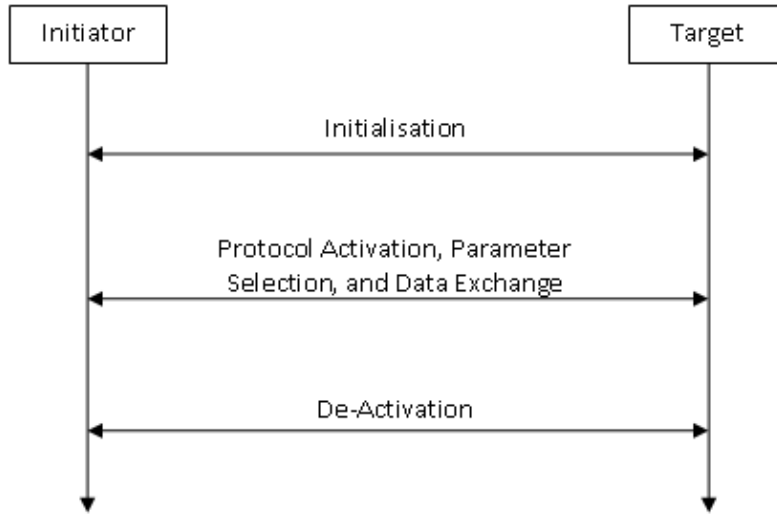 Initiator
Target
Initialisation
Protocol Activation, Parameter
Selection, and Data Exchange
De-Activation